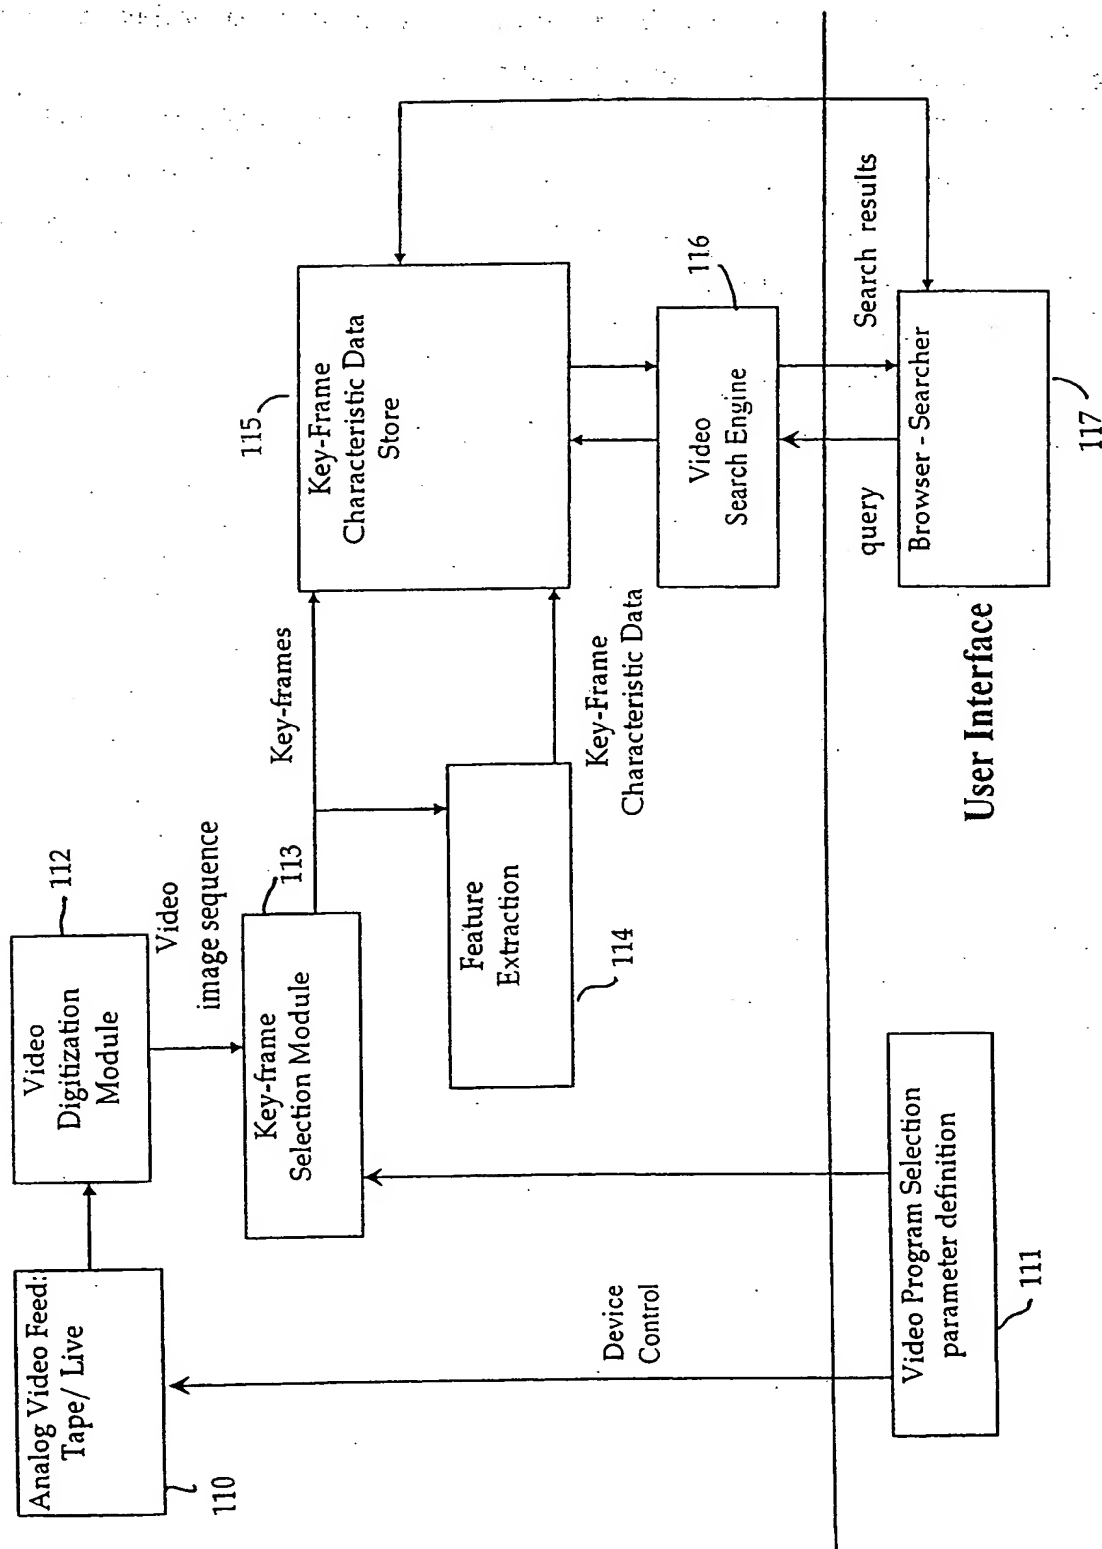 Analog Video Feed:
Tape/ Live
110
Video
Digitization
Module
112
Video
image sequence
Key-frame
Selection Module
113
Key-frames
Feature
Extraction
114
Key-Frame
Characteristic Data
Key-Frame
Characteristic Data
Store
115
Video
Search Engine
116
Device
Control
query
Search results
Video Program Selection
parameter definition
111
User Interface
Browser - Searcher
117